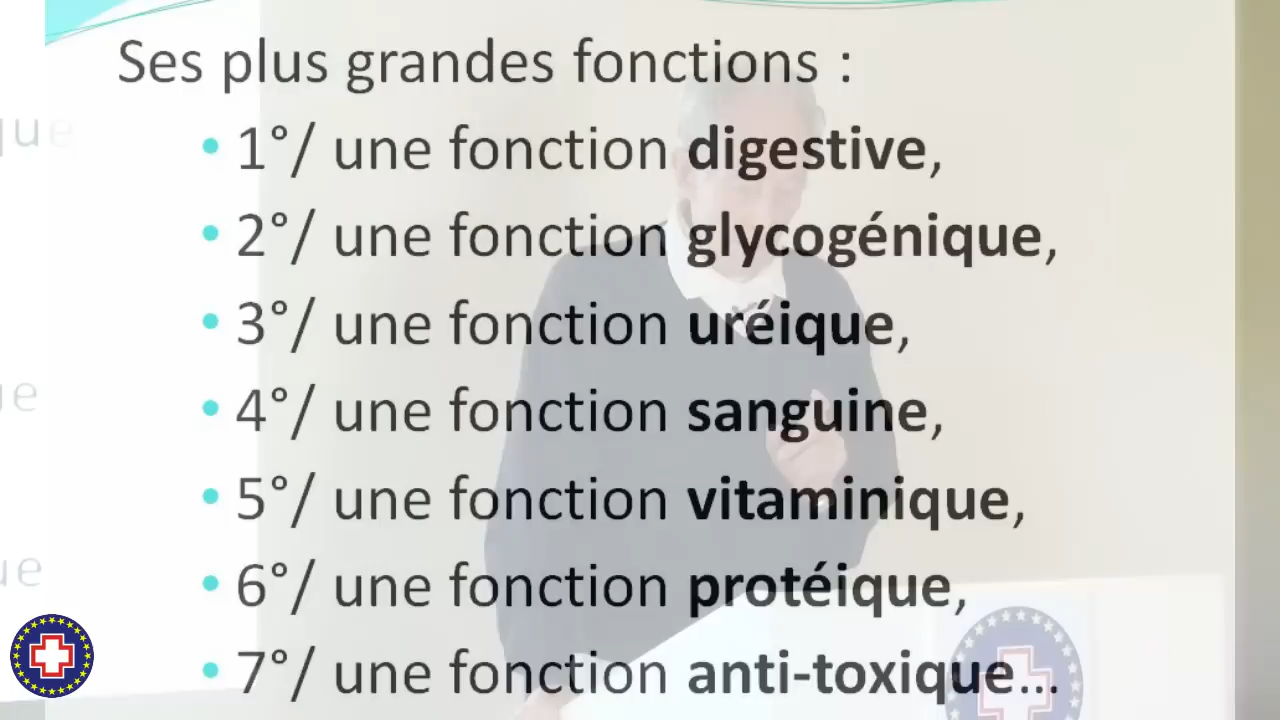 Ses plus grandes fonctions :
• 1°/ une fonction digestive,
• 2°/ une fonction glycogénique,
• 3°/ une fonction uréique,
• 4°/ une fonction sanguine,
• 5°/ une fonction vitaminique,
• 6°/ une fonction protéique,
• 7°/ une fonction anti-toxique...